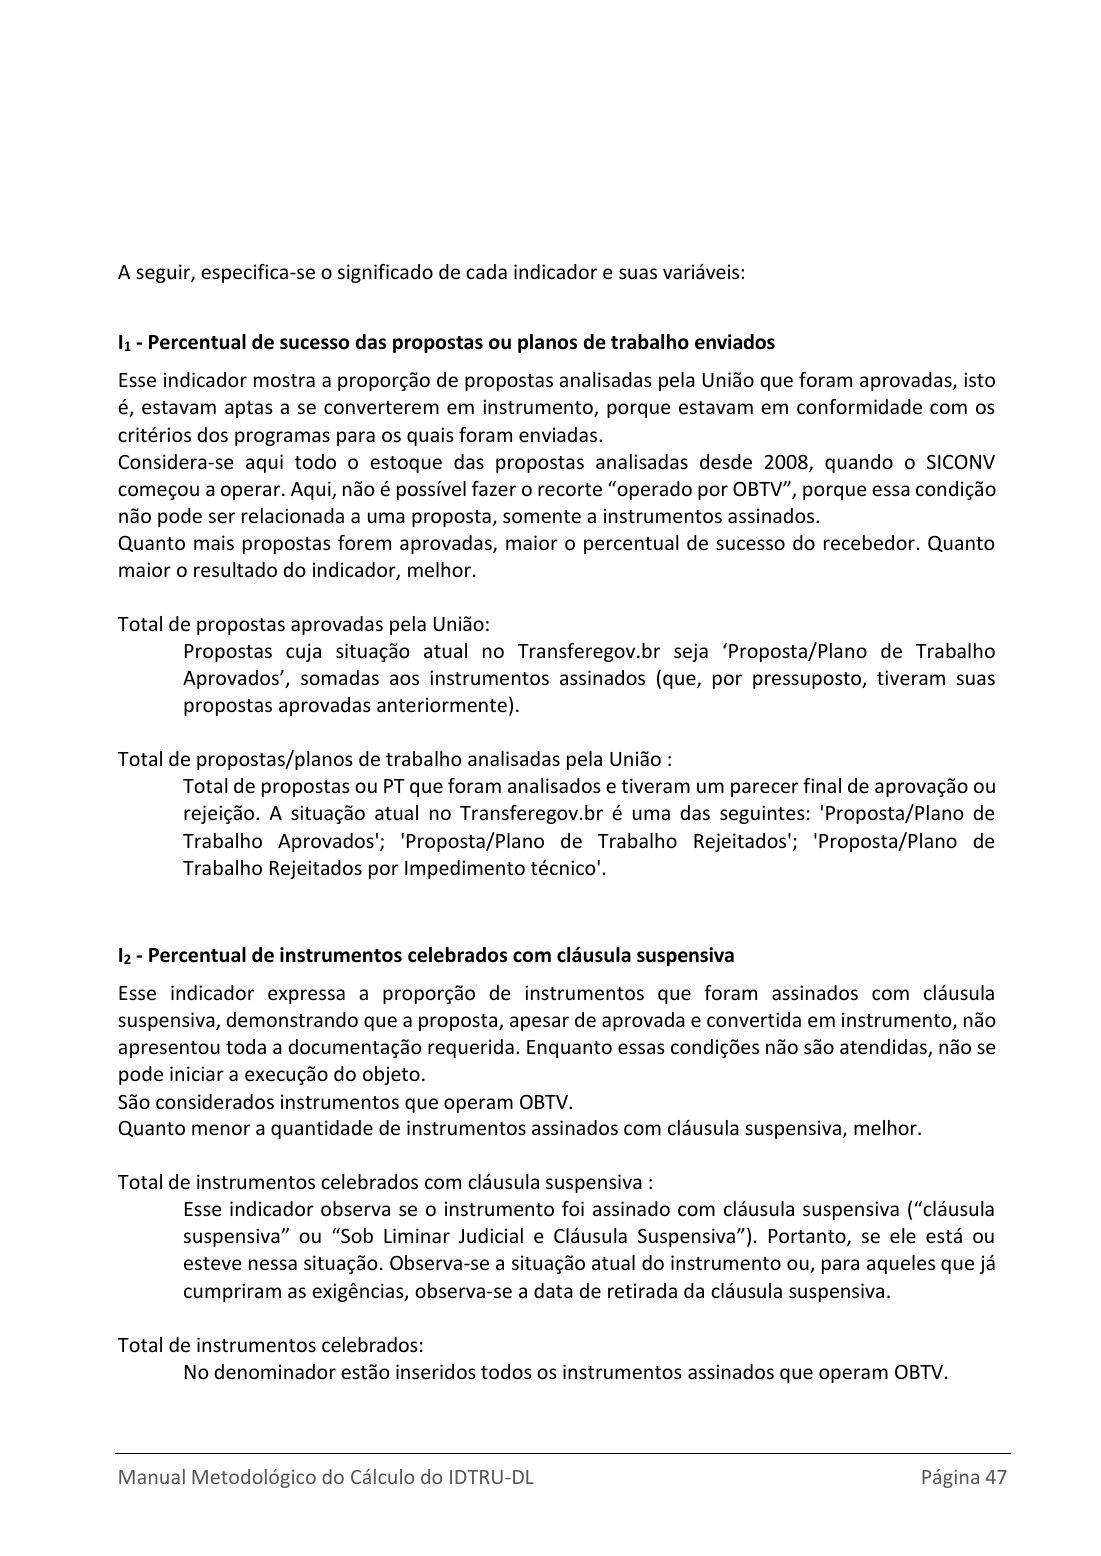 A seguir, especifica-se o significado de cada indicador e suas variáveis:
I1 - Percentual de sucesso das propostas ou planos de trabalho enviados
Esse indicador mostra a proporção de propostas analisadas pela União que foram aprovadas, isto
é, estavam aptas a se converterem em instrumento, porque estavam em conformidade com os
critérios dos programas para os quais foram enviadas.
Considera-se aqui todo o estoque das propostas analisadas desde 2008, quando o SICONV
começou a operar. Aqui, não é possível fazer o recorte “operado por OBTV”, porque essa condição
não pode ser relacionada a uma proposta, somente a instrumentos assinados.
Quanto mais propostas forem aprovadas, maior o percentual de sucesso do recebedor. Quanto
maior o resultado do indicador, melhor.
Total de propostas aprovadas pela União:
Propostas cuja situação atual no Transferegov.br seja ‘Proposta/Plano de Trabalho
Aprovados’, somadas aos instrumentos assinados (que, por pressuposto, tiveram suas
propostas aprovadas anteriormente).
Total de propostas/planos de trabalho analisadas pela União :
Total de propostas ou PT que foram analisados e tiveram um parecer final de aprovação ou
rejeição. A situação atual no Transferegov.br é uma das seguintes: 'Proposta/Plano de
Trabalho Aprovados'; 'Proposta/Plano de Trabalho Rejeitados'; 'Proposta/Plano de
Trabalho Rejeitados por Impedimento técnico'.
I2 - Percentual de instrumentos celebrados com cláusula suspensiva
Esse indicador expressa a proporção de instrumentos que foram assinados com cláusula
suspensiva, demonstrando que a proposta, apesar de aprovada e convertida em instrumento, não
apresentou toda a documentação requerida. Enquanto essas condições não são atendidas, não se
pode iniciar a execução do objeto.
São considerados instrumentos que operam OBTV.
Quanto menor a quantidade de instrumentos assinados com cláusula suspensiva, melhor.
Total de instrumentos celebrados com cláusula suspensiva :
Esse indicador observa se o instrumento foi assinado com cláusula suspensiva (“cláusula
suspensiva” ou “Sob Liminar Judicial e Cláusula Suspensiva”). Portanto, se ele está ou
esteve nessa situação. Observa-se a situação atual do instrumento ou, para aqueles que já
cumpriram as exigências, observa-se a data de retirada da cláusula suspensiva.
Total de instrumentos celebrados:
No denominador estão inseridos todos os instrumentos assinados que operam OBTV.
Manual Metodológico do Cálculo do IDTRU-DL Página 47